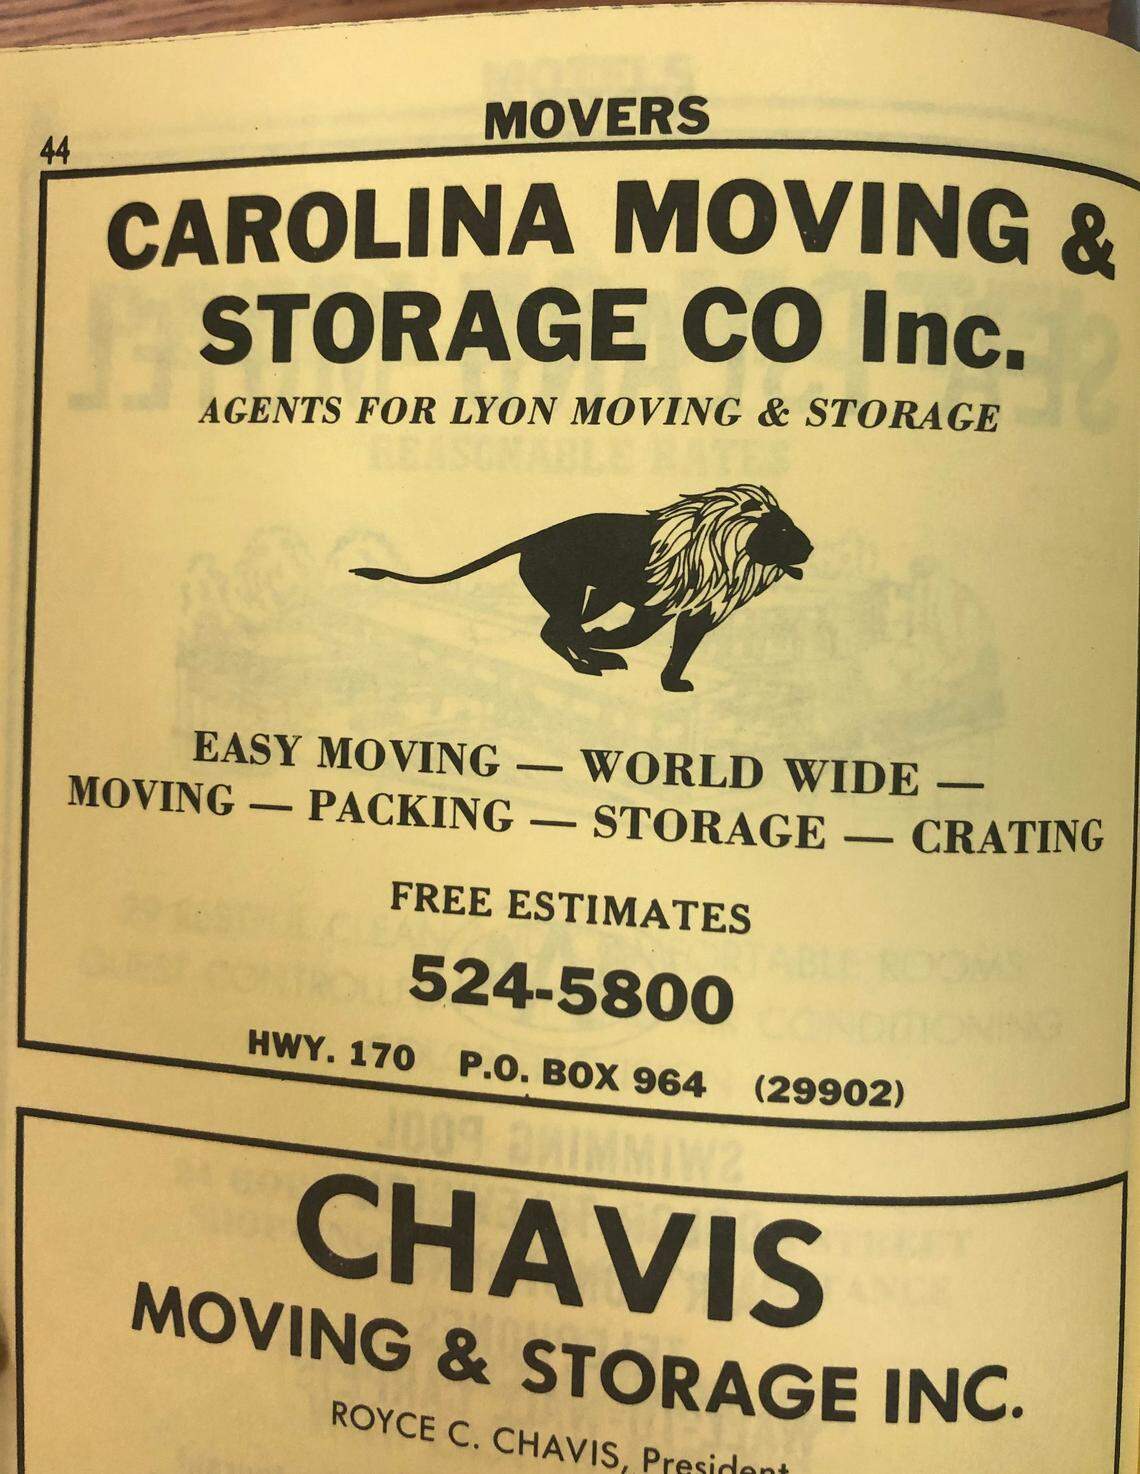 MOVERS
44
CAROLINA MOVING &
STORAGE CO Inc.
AGENTS FOR LYON MOVING & STORAGE
EASY MOVING — WORLD WIDE —
MOVING — PACKING — STORAGE — CRATING
FREE ESTIMATES
524-5800
HWY. 170 P.O. BOX 964 (29902)
CHAVIS
MOVING & STORAGE INC.
ROYCE C. CHAVIS, President